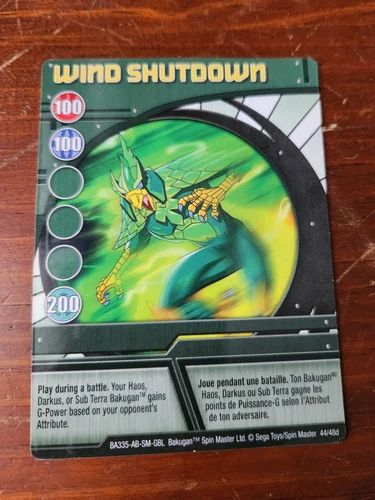 WIND SHUTDOWN
100
100
200
Play during a battle. Your Haos,
Darkus, or Sub Terra Bakugan™ gains
G-Power based on your opponent's
Attribute.
Joue pendant une bataille. Ton Bakugan MC
Haos, Darkus ou Sub Terra gagne les
points de Puissance-G selon l'Attribut
de ton adversaire.
BA335-AB-SM-GBL Bakugan™ Spin Master Ltd. © Sega Toys/Spin Master 44/48d